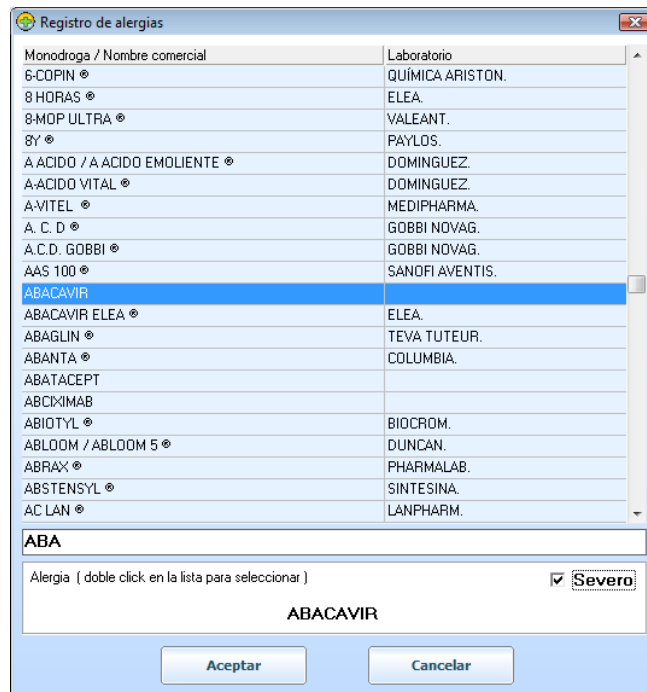 Registro de alergias
Monodroga / Nombre comercial Laboratorio
6-COPIN ® QUÍMICA ARISTON.
8 HORAS ® ELEA.
8-MOP ULTRA ® VALEANT.
8Y ® PAYLOS.
A ACIDO / A ACIDO EMOLIENTE ® DOMINGUEZ.
A-ACIDO VITAL ® DOMINGUEZ.
A-VITEL ® MEDIPHARMA.
A. C. D ® GOBBI NOVAG.
A.C.D. GOBBI ® GOBBI NOVAG.
AAS 100 ® SANOFI AVENTIS.
ABACAVIR
ABACAVIR ELEA ® ELEA.
ABAGLIN ® TEVA TUTEUR.
ABANTA ® COLUMBIA.
ABATACEPT
ABCIXIMAB
ABIOTYL ® BIOCROM.
ABLOOM / ABLOOM 5 ® DUNCAN.
ABRAX ® PHARMALAB.
ABSTENSYL ® SINTESINA.
AC LAN ® LANPHARM.
ABA
Alergia ( doble click en la lista para seleccionar ) Severo
ABACAVIR
Aceptar Cancelar